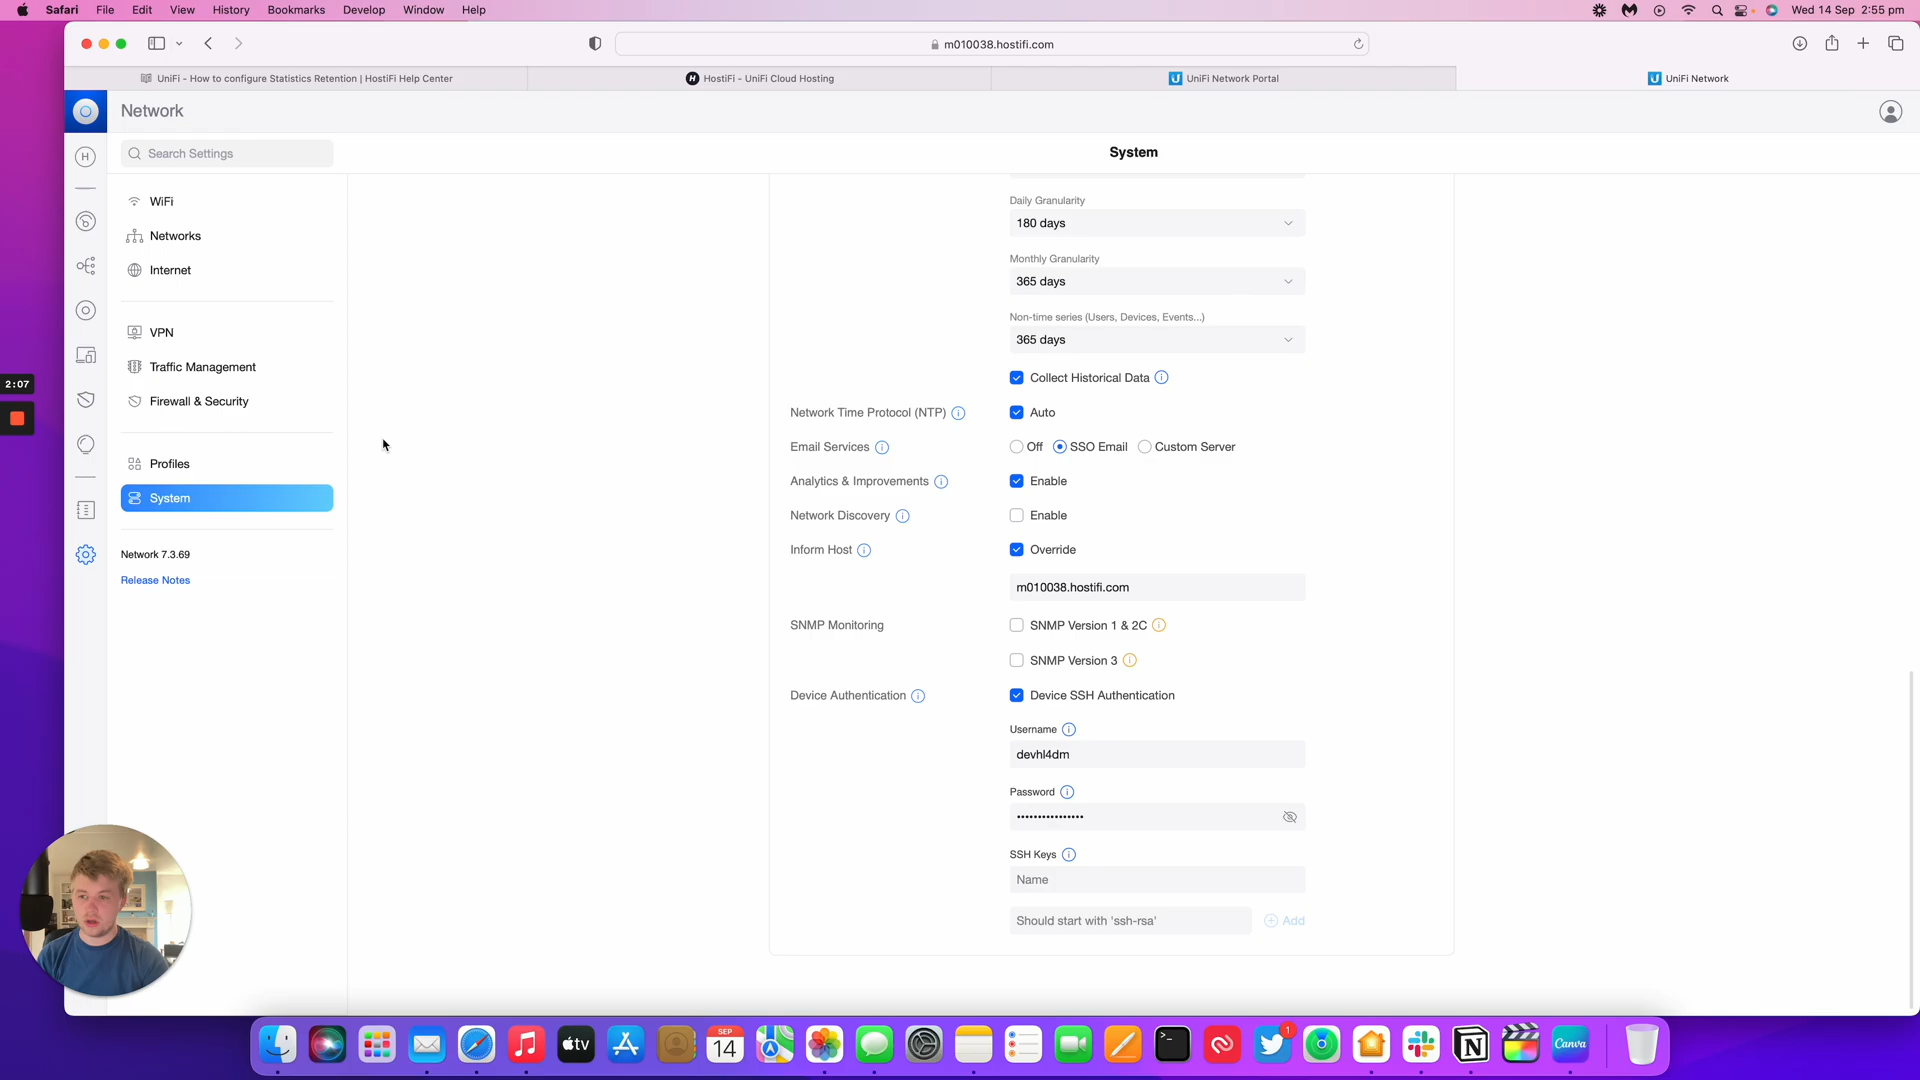 Safari File Edit View History Bookmarks Develop Window Help Wed 14 Sep 2:55 pm
m010038.hostifi.com
UniFi - How to configure Statistics Retention | HostiFi Help Center
HostiFi - UniFi Cloud Hosting
UniFi Network Portal
UniFi Network
Network
H
Search Settings
System
WiFi
Networks
Internet
VPN
Traffic Management
Firewall & Security
Profiles
System
Network 7.3.69
Release Notes
2:07
Daily Granularity
180 days
Monthly Granularity
365 days
Non-time series (Users, Devices, Events...)
365 days
Collect Historical Data
Network Time Protocol (NTP) Auto
Email Services Off SSO Email Custom Server
Analytics & Improvements Enable
Network Discovery Enable
Inform Host Override
m010038.hostifi.com
SNMP Monitoring SNMP Version 1 & 2C
SNMP Version 3
Device Authentication Device SSH Authentication
Username
devhl4dm
Password
••••••••••••••••
SSH Keys
Name
Should start with 'ssh-rsa' Add
tv
SEP
14
1
Canva